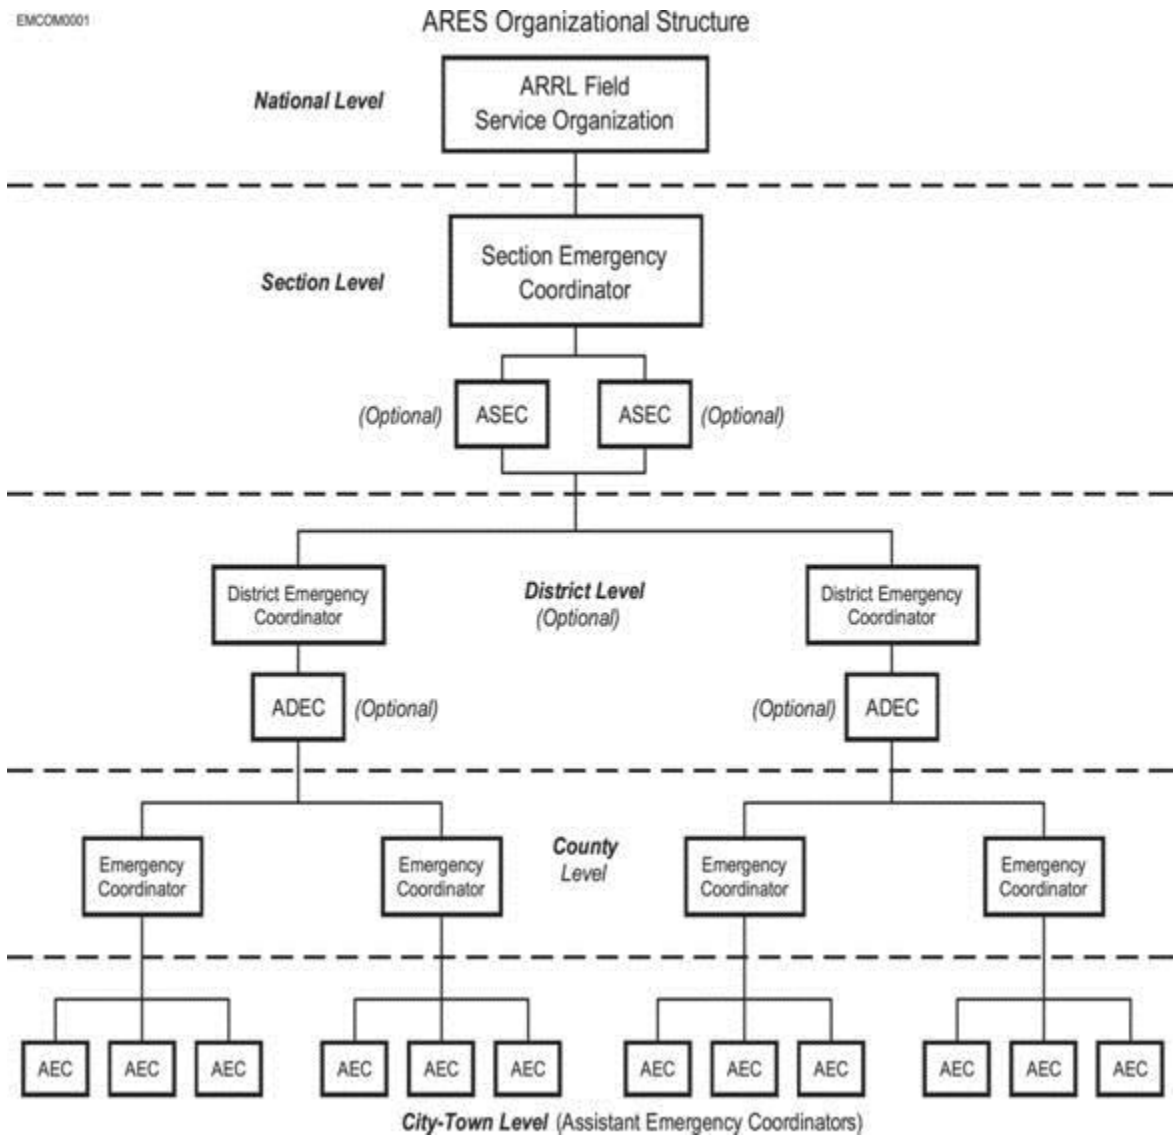 EMCOM0001
ARES Organizational Structure
National Level
ARRL Field
Service Organization
Section Level
Section Emergency
Coordinator
(Optional)
ASEC
ASEC
(Optional)
District Emergency
Coordinator
District Level
(Optional)
District Emergency
Coordinator
ADEC
(Optional)
(Optional)
ADEC
Emergency
Coordinator
Emergency
Coordinator
County
Level
Emergency
Coordinator
Emergency
Coordinator
AEC
AEC
AEC
AEC
AEC
AEC
AEC
AEC
AEC
AEC
AEC
AEC
City-Town Level (Assistant Emergency Coordinators)